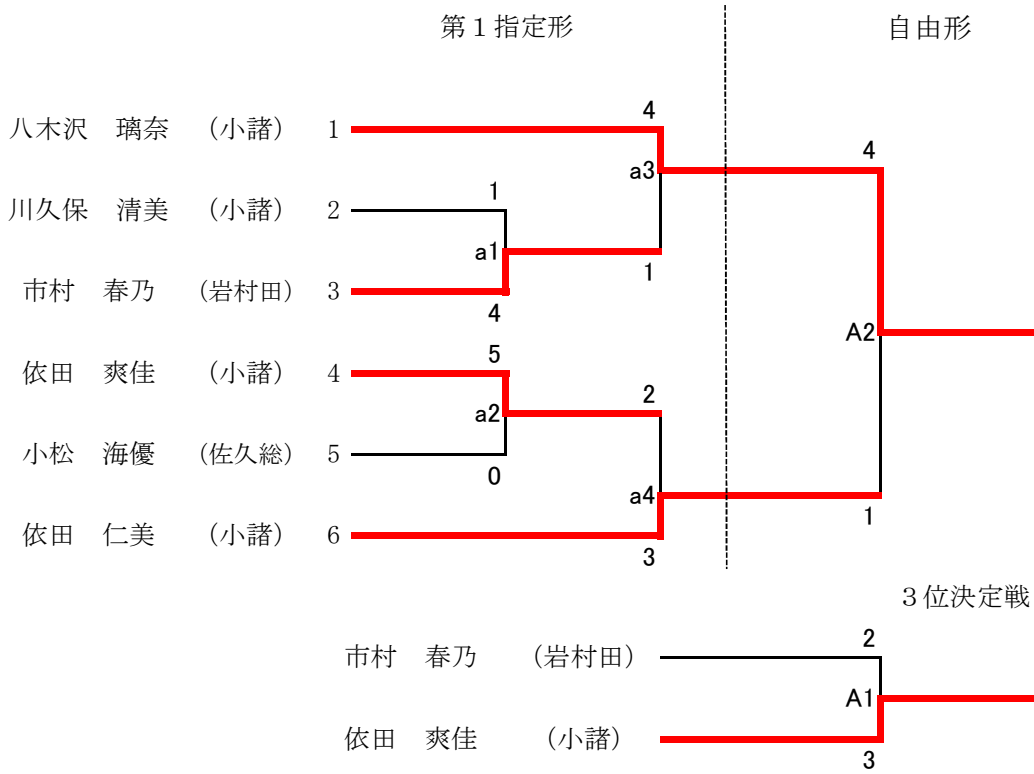 第１指定形 自由形
4
八木沢　璃奈　（小諸） 1
4
a3
1
川久保　清美　（小諸） 2
a1
1
市村　春乃　（岩村田） 3
4
5
依田　爽佳　（小諸） 4
2
A2
a2
小松　海優　（佐久総） 5
0
a4
1
依田　仁美　（小諸） 6
3
３位決定戦
2
市村　春乃　（岩村田）
A1
依田　爽佳　（小諸）
3